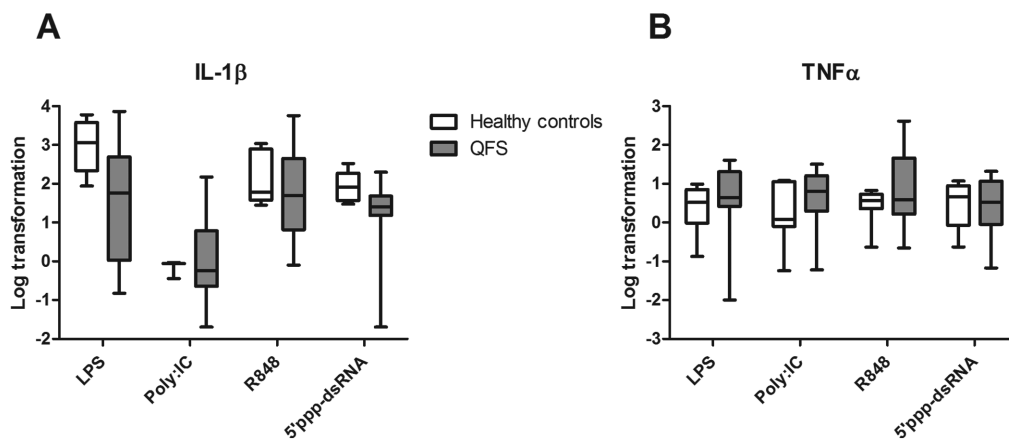 A
IL-1β
Log transformation
4
3
2
1
0
-1
-2
LPS
Poly:IC
R848
5'ppp-dsRNA
Healthy controls
QFS
B
TNFα
Log transformation
3
2
1
0
-1
-2
-3
LPS
Poly:IC
R848
5'ppp-dsRNA